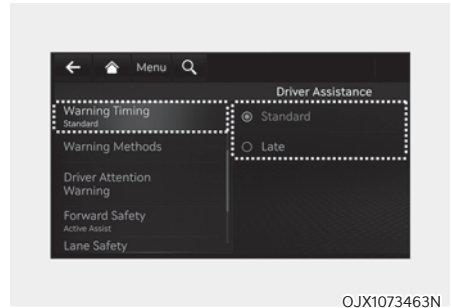 Menu
Driver Assistance
Warning Timing
Standard
Standard
Warning Methods
Late
Driver Attention
Warning
Forward Safety
Active Assist
Lane Safety
OJX1073463N